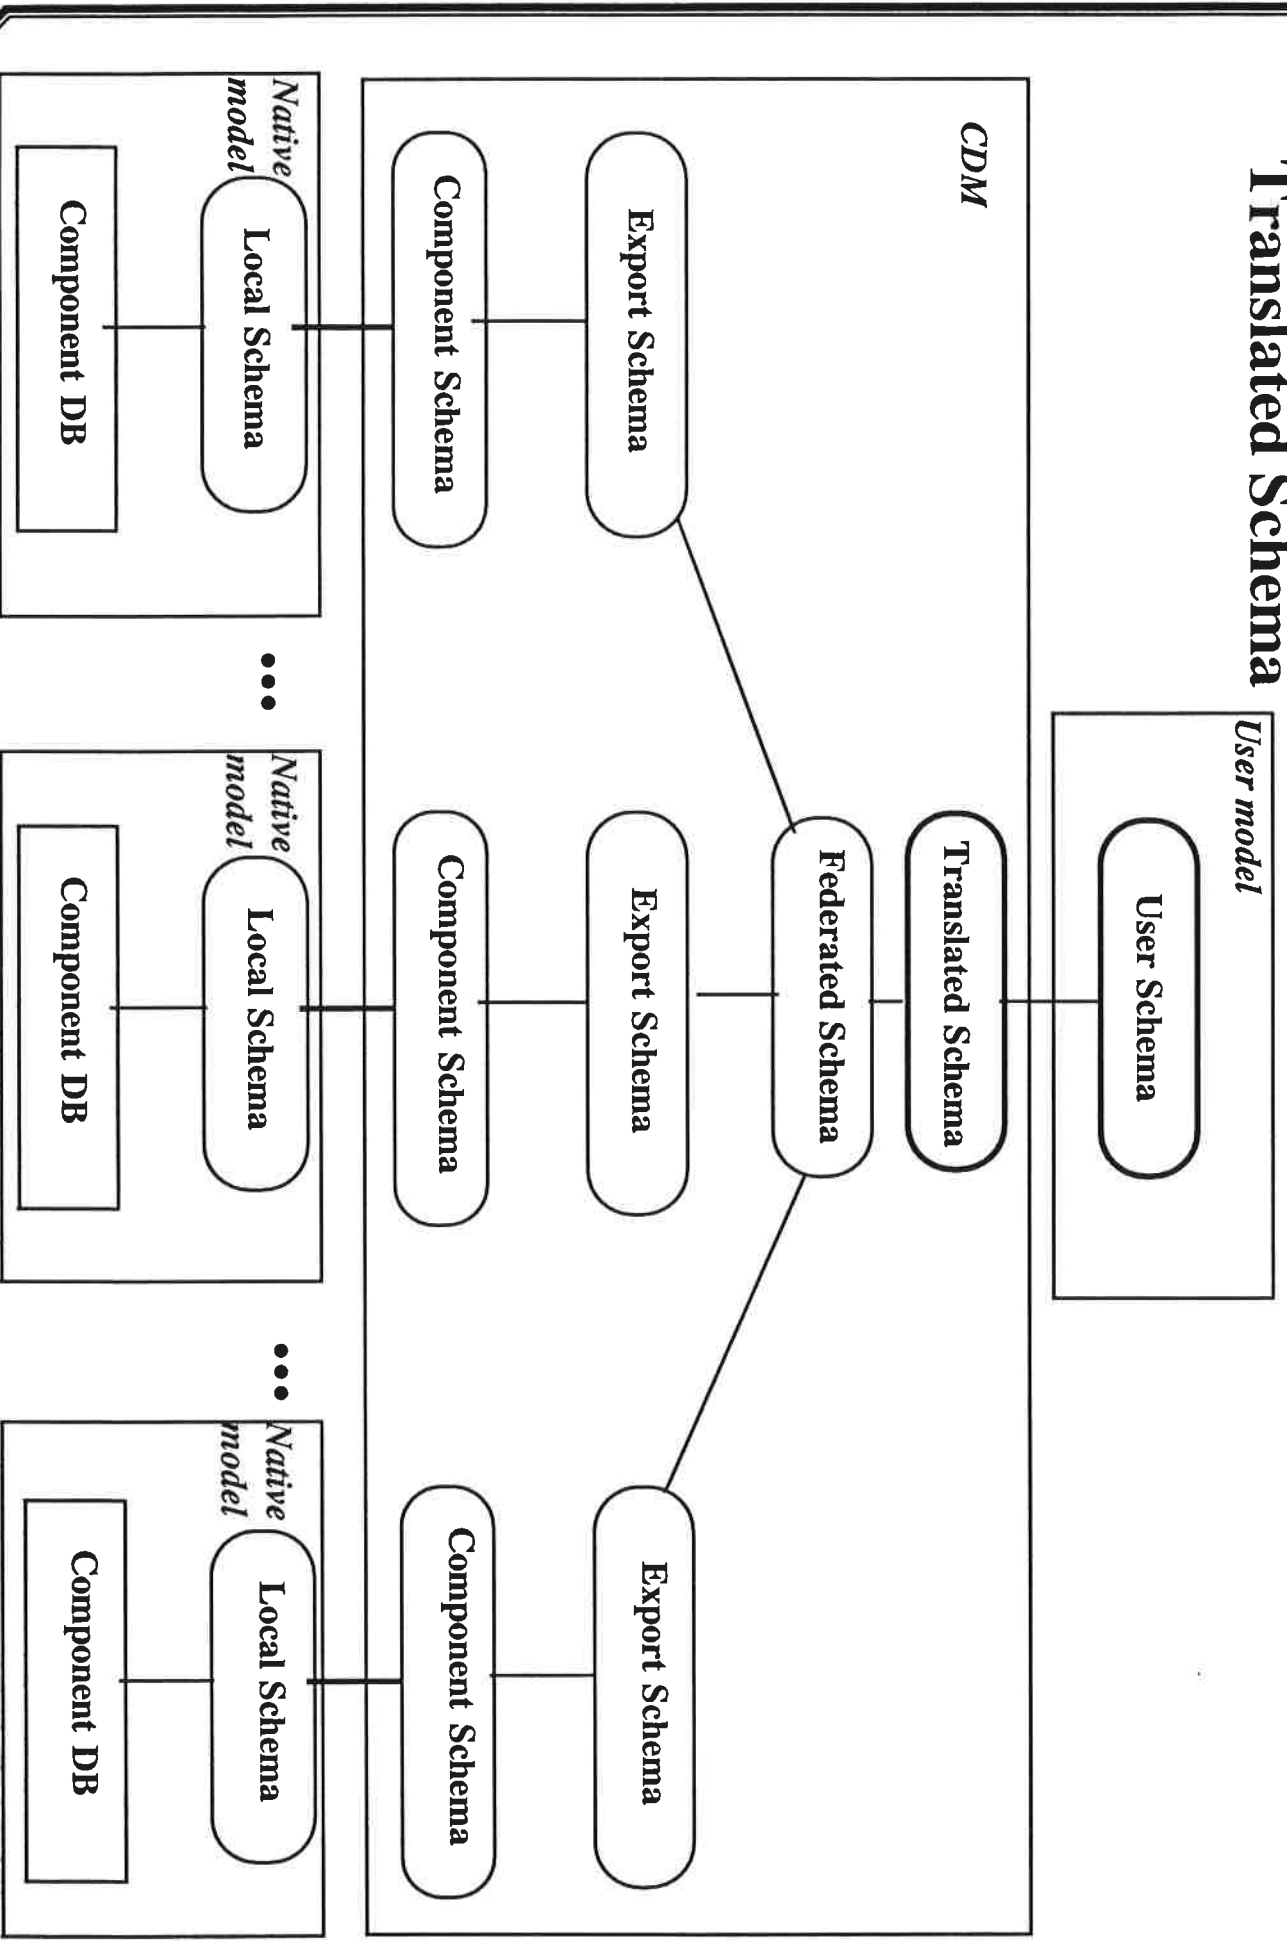 Translated Schema
User model
User Schema
CDM
Translated Schema
Federated Schema
Export Schema
Export Schema
Export Schema
Component Schema
Component Schema
Component Schema
Native
model
Local Schema
Component DB
•••
Native
model
Local Schema
Component DB
•••
Native
model
Local Schema
Component DB